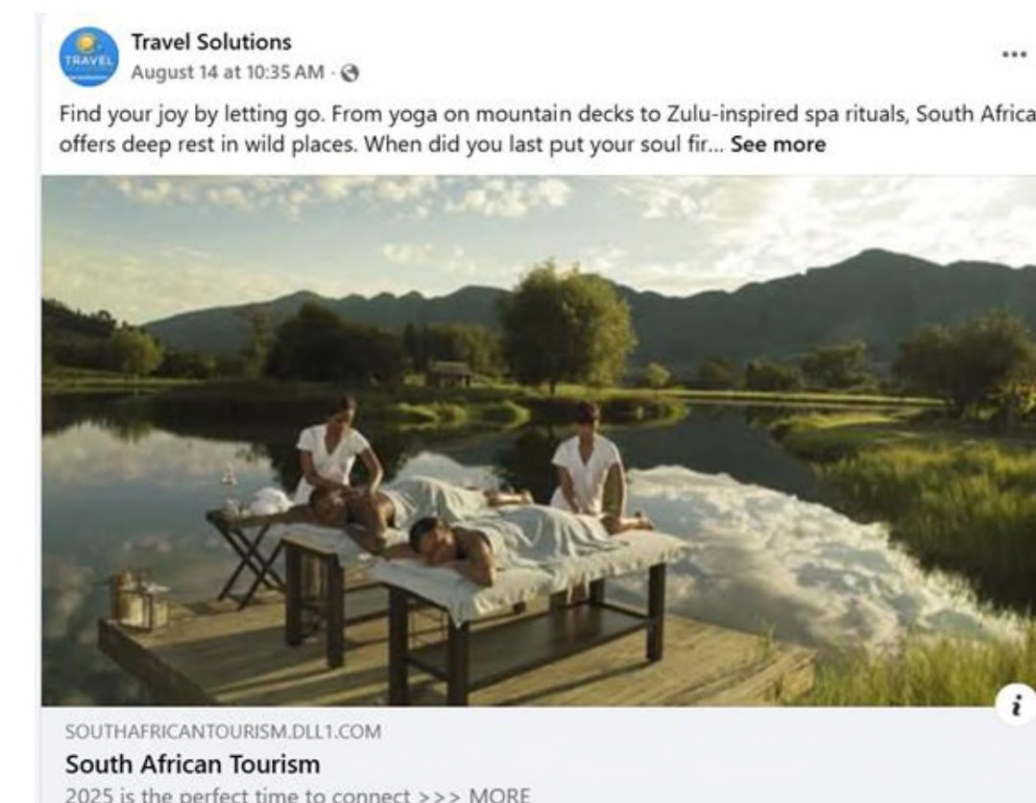 TRAVEL
Travel Solutions
August 14 at 10:35 AM ·
Find your joy by letting go. From yoga on mountain decks to Zulu-inspired spa rituals, South Africa
offers deep rest in wild places. When did you last put your soul fir... See more
i
SOUTHAFRICANTOURISM.DLL1.COM
South African Tourism
2025 is the perfect time to connect >>> MORE